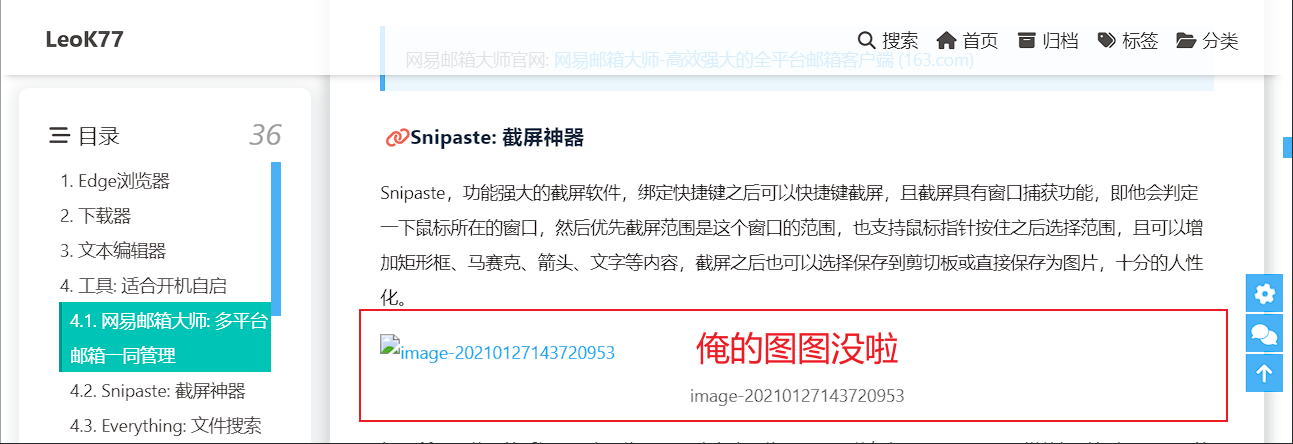 LeoK77
搜索 首页 归档 标签 分类
网易邮箱大师官网: 网易邮箱大师-高效强大的全平台邮箱客户端 (163.com)
目录 36
1. Edge浏览器
2. 下载器
3. 文本编辑器
4. 工具: 适合开机自启
4.1. 网易邮箱大师: 多平台
邮箱一同管理
4.2. Snipaste: 截屏神器
4.3. Everything: 文件搜索
Snipaste: 截屏神器
Snipaste，功能强大的截屏软件，绑定快捷键之后可以快捷键截屏，且截屏具有窗口捕获功能，即他会判定
一下鼠标所在的窗口，然后优先截屏范围是这个窗口的范围，也支持鼠标指针按住之后选择范围，且可以增
加矩形框、马赛克、箭头、文字等内容，截屏之后也可以选择保存到剪切板或直接保存为图片，十分的人性
化。
image-20210127143720953
俺的图图没啦
image-20210127143720953